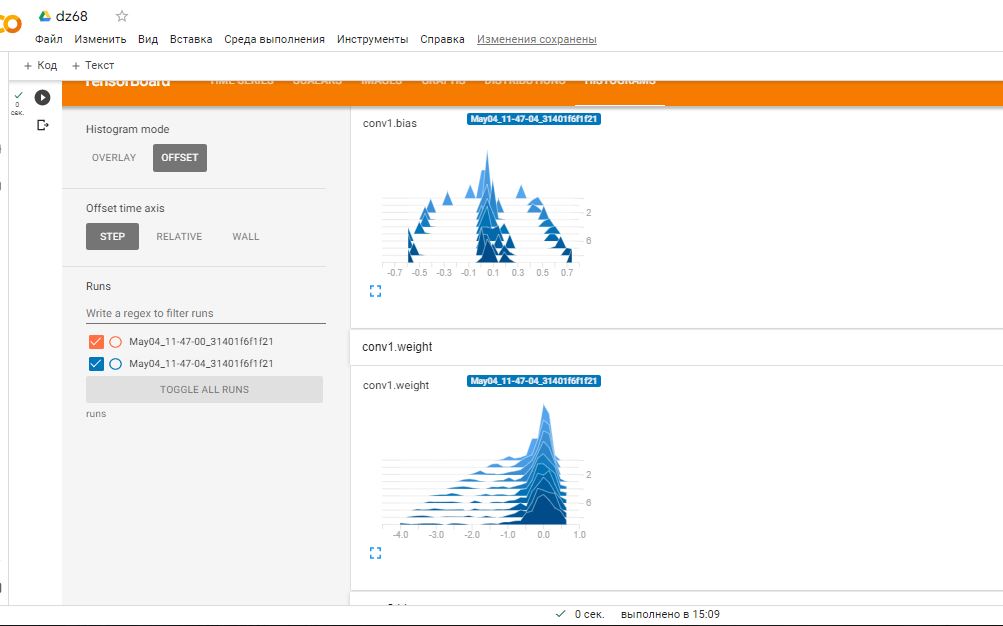 dz68
Файл Изменить Вид Вставка Среда выполнения Инструменты Справка Изменения сохранены
+ Код + Текст
TensorBoard TIME SERIES SCALARS IMAGES GRAPHS DISTRIBUTIONS HISTOGRAMS
0
сек.
Histogram mode
OVERLAY OFFSET
Offset time axis
STEP RELATIVE WALL
Runs
Write a regex to filter runs
May04_11-47-00_31401f6f1f21
May04_11-47-04_31401f6f1f21
TOGGLE ALL RUNS
runs
conv1.bias May04_11-47-04_31401f6f1f21
2
6
-0.7 -0.5 -0.3 -0.1 0.1 0.3 0.5 0.7
conv1.weight
conv1.weight May04_11-47-04_31401f6f1f21
2
6
-4.0 -3.0 -2.0 -1.0 0.0 1.0
0 сек. выполнено в 15:09